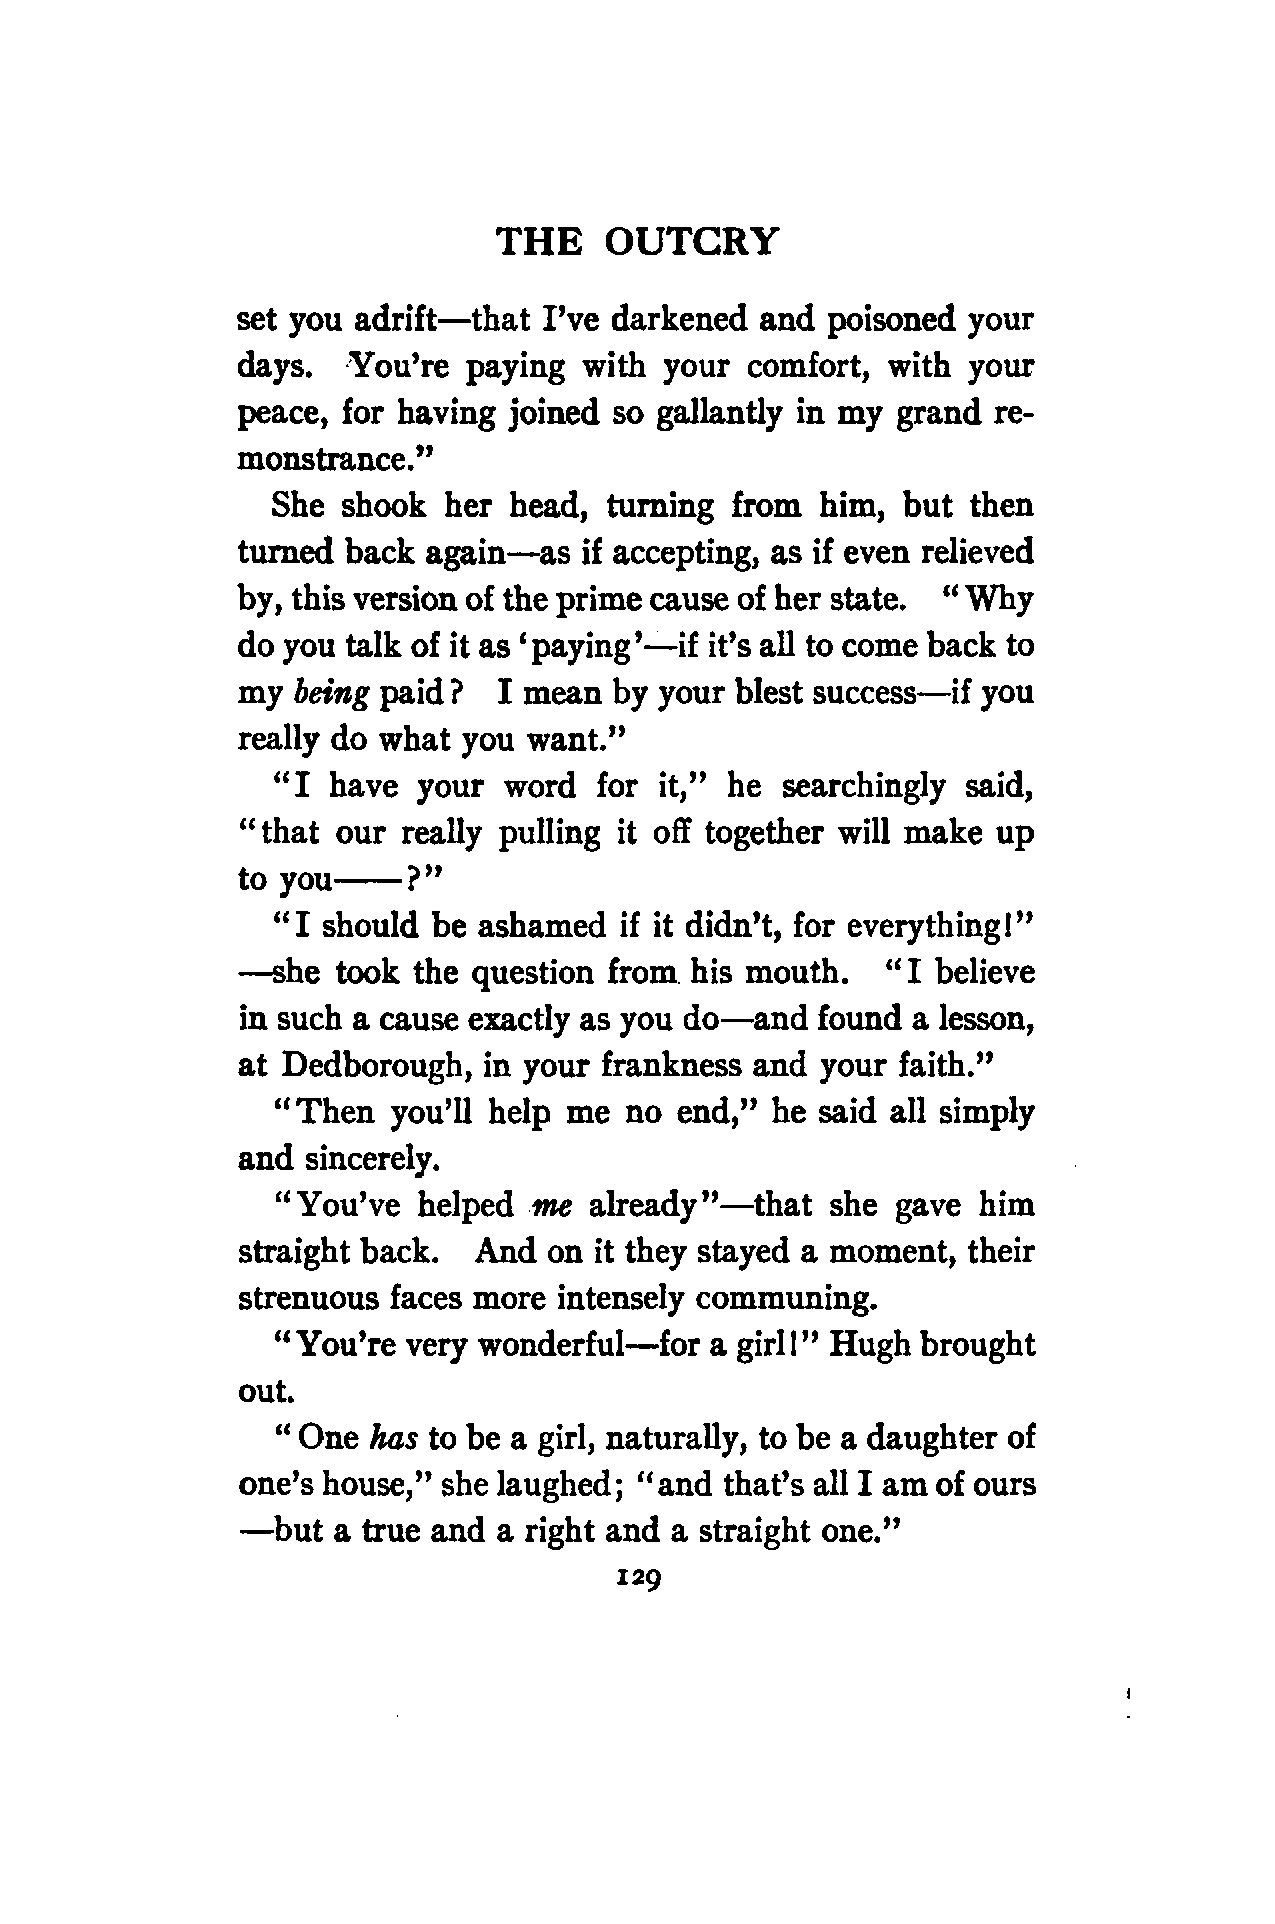 THE OUTCRY
set you adrift—that I've darkened and poisoned your
days. You're paying with your comfort, with your
peace, for having joined so gallantly in my grand re-
monstrance."
She shook her head, turning from him, but then
turned back again—as if accepting, as if even relieved
by, this version of the prime cause of her state. "Why
do you talk of it as 'paying'—if it's all to come back to
my being paid? I mean by your blest success—if you
really do what you want."
"I have your word for it," he searchingly said,
"that our really pulling it off together will make up
to you——?"
"I should be ashamed if it didn't, for everything!"
—she took the question from his mouth. "I believe
in such a cause exactly as you do—and found a lesson,
at Dedborough, in your frankness and your faith."
"Then you'll help me no end," he said all simply
and sincerely.
"You've helped me already"—that she gave him
straight back. And on it they stayed a moment, their
strenuous faces more intensely communing.
"You're very wonderful—for a girl!" Hugh brought
out.
"One has to be a girl, naturally, to be a daughter of
one's house," she laughed; "and that's all I am of ours
—but a true and a right and a straight one."
129